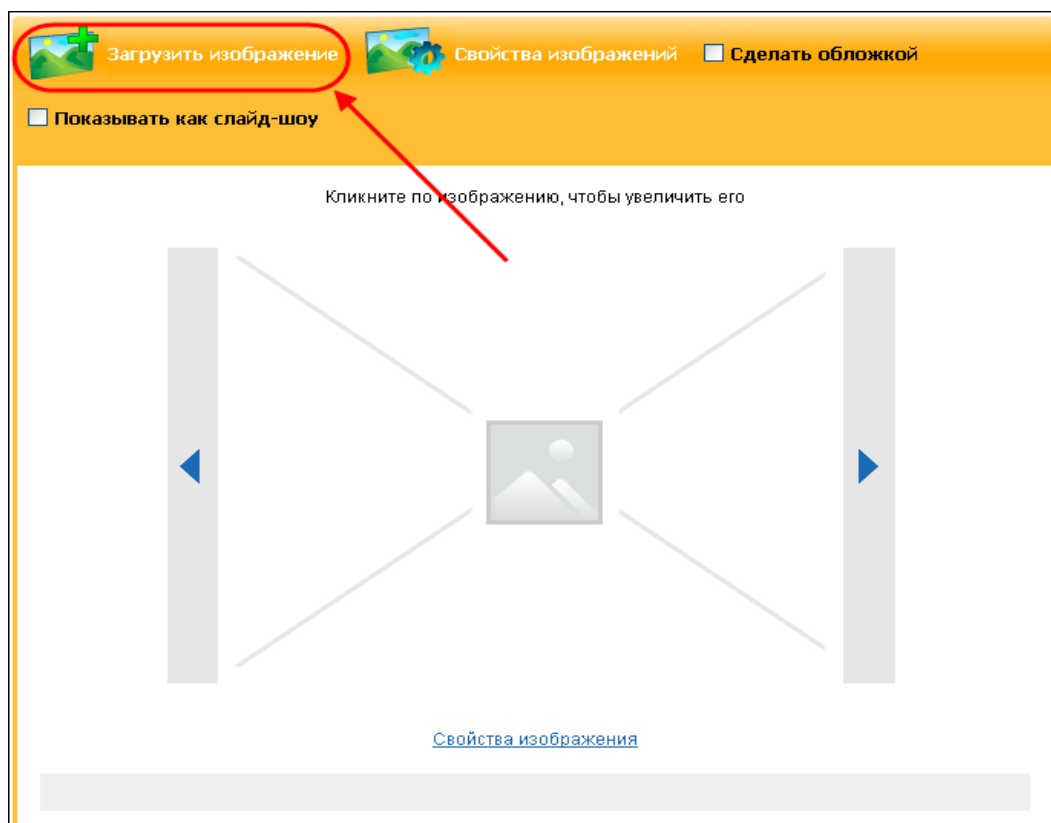 Загрузить изображение Свойства изображений Сделать обложкой
Показывать как слайд-шоу
Кликните по изображению, чтобы увеличить его
Свойства изображения